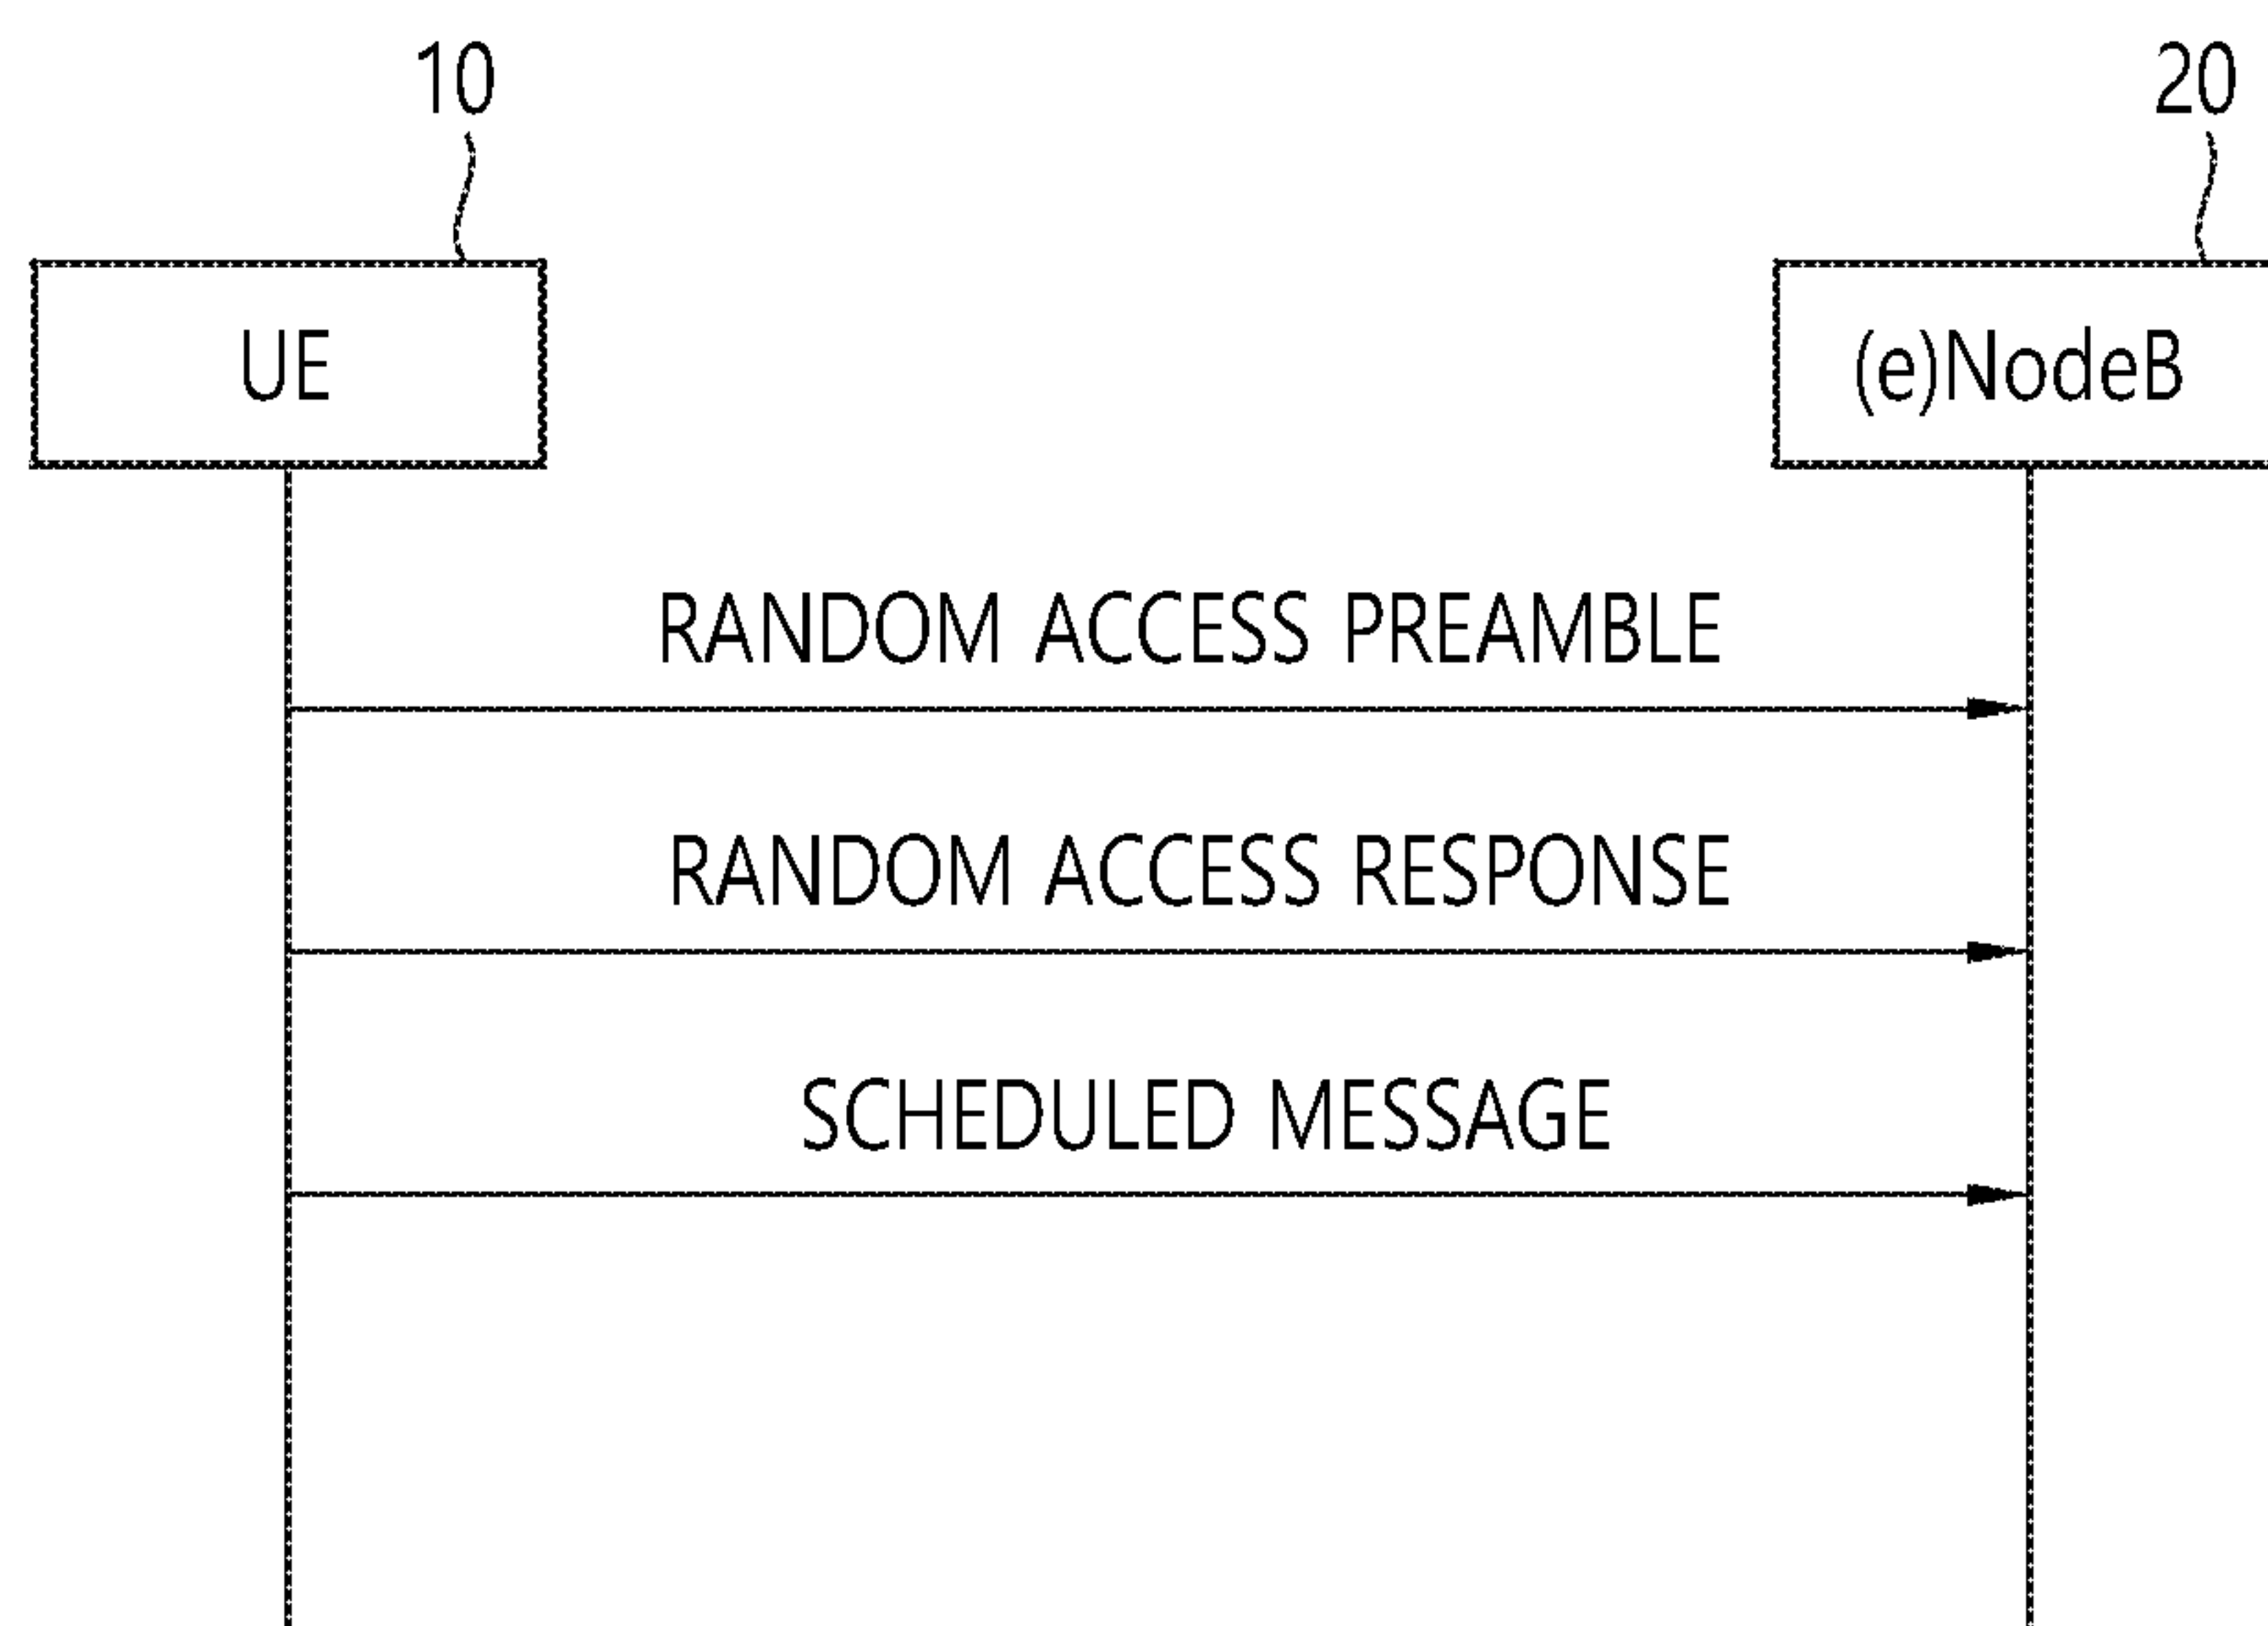 10
20
UE
(e)NodeB
RANDOM ACCESS PREAMBLE
RANDOM ACCESS RESPONSE
SCHEDULED MESSAGE